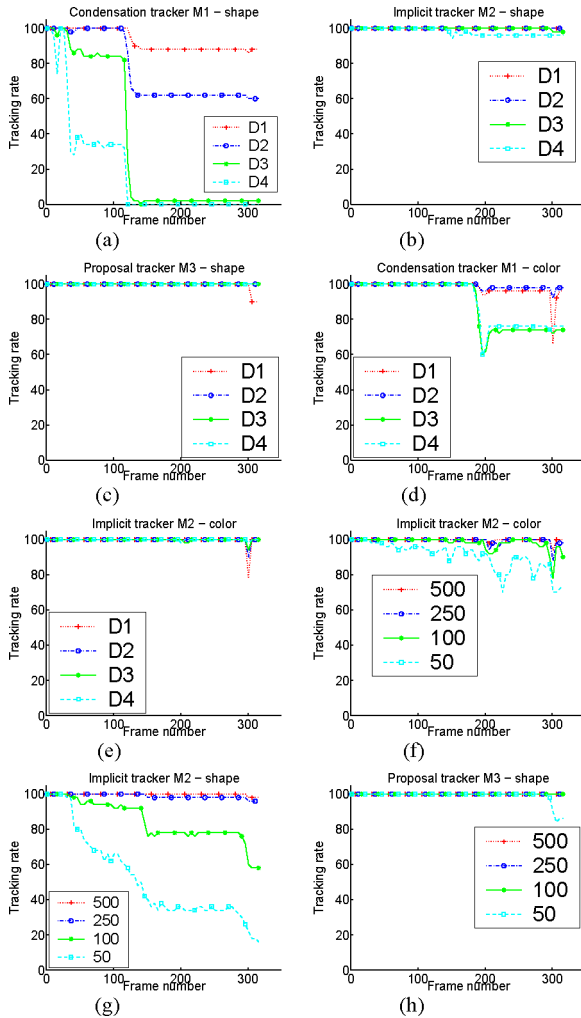 Condensation tracker M1 – shape
Tracking rate
100
80
60
40
20
0
D1
D2
D3
D4
0
100
200
300
Frame number
(a)
Implicit tracker M2 – shape
Tracking rate
100
80
60
40
20
0
D1
D2
D3
D4
0
100
200
300
Frame number
(b)
Proposal tracker M3 – shape
Tracking rate
100
80
60
40
20
0
D1
D2
D3
D4
0
100
200
300
Frame number
(c)
Condensation tracker M1 – color
Tracking rate
100
80
60
40
20
0
D1
D2
D3
D4
0
100
200
300
Frame number
(d)
Implicit tracker M2 – color
Tracking rate
100
80
60
40
20
0
D1
D2
D3
D4
0
100
200
300
Frame number
(e)
Implicit tracker M2 – color
Tracking rate
100
80
60
40
20
0
500
250
100
50
0
100
200
300
Frame number
(f)
Implicit tracker M2 – shape
Tracking rate
100
80
60
40
20
0
500
250
100
50
0
100
200
300
Frame number
(g)
Proposal tracker M3 – shape
Tracking rate
100
80
60
40
20
0
500
250
100
50
0
100
200
300
Frame number
(h)